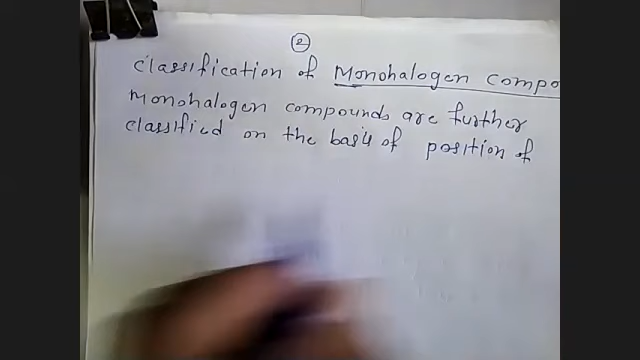 2
Classification of Monohalogen Compo
Monohalogen compounds are further
classified on the basis of position of